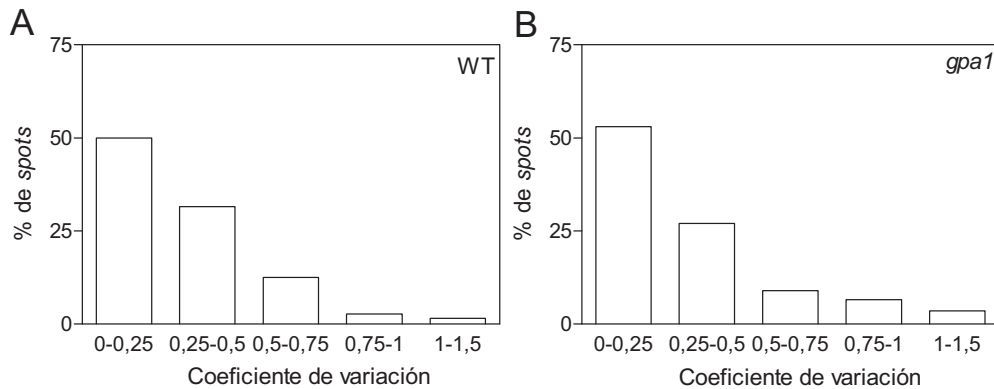 A
75
WT
50
25
0
% de spots
0-0,25 0,25-0,5 0,5-0,75 0,75-1 1-1,5
Coeficiente de variación
B
75
gpa1
50
25
0
% de spots
0-0,25 0,25-0,5 0,5-0,75 0,75-1 1-1,5
Coeficiente de variación